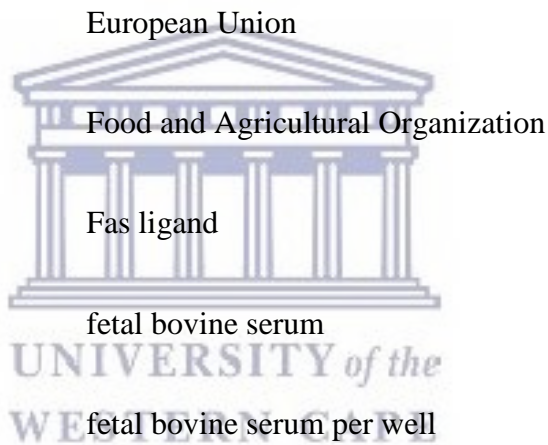 European Union
Food and Agricultural Organization
Fas ligand
fetal bovine serum
UNIVERSITY of the
WESTERN CAPE
fetal bovine serum per well